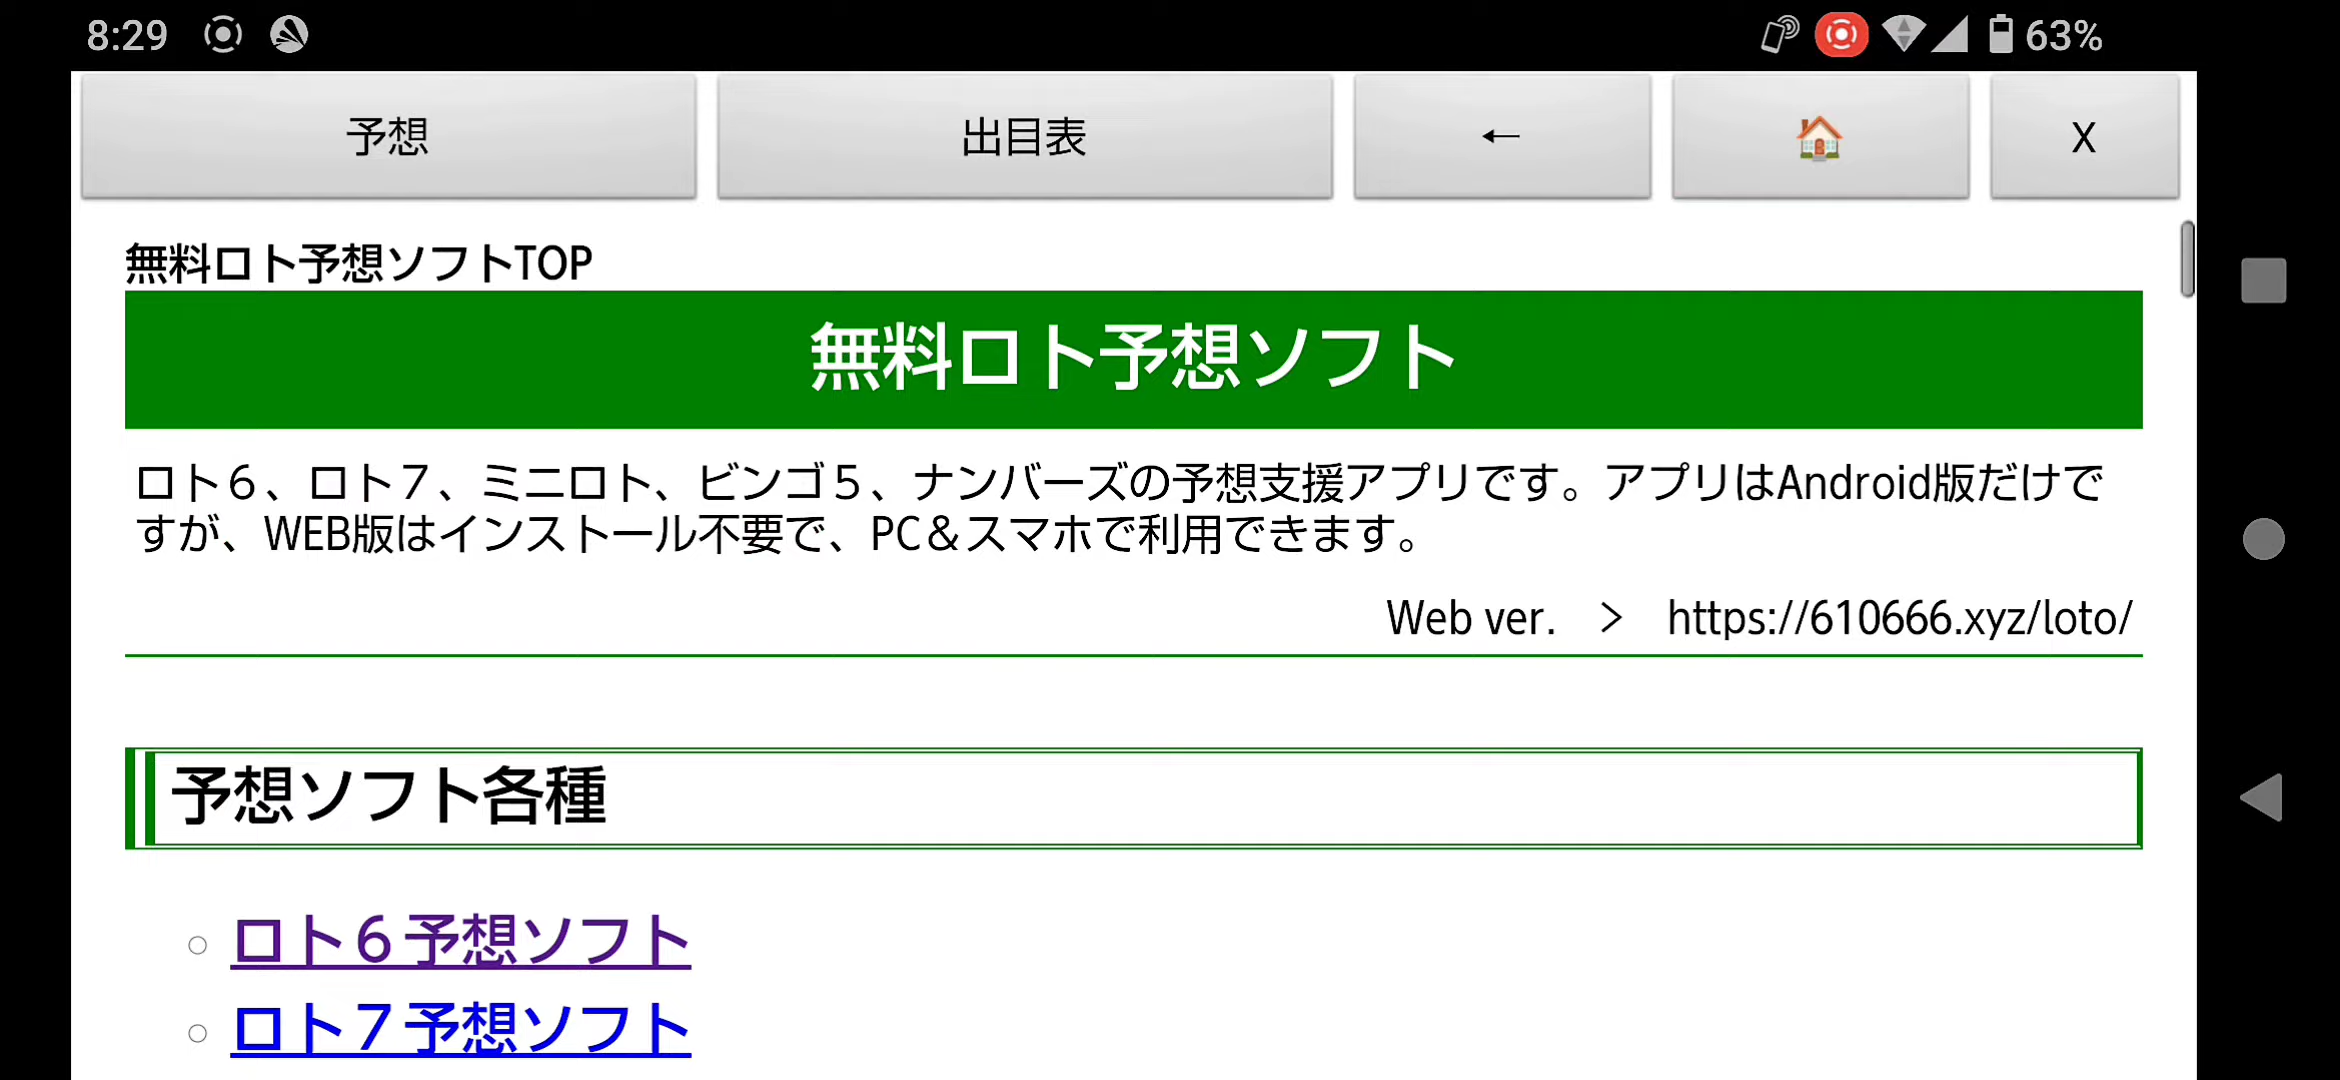 8:29
63%
予想 出目表 ← X
無料ロト予想ソフトTOP
無料ロト予想ソフト
ロト６、ロト７、ミニロト、ビンゴ５、ナンバーズの予想支援アプリです。アプリはAndroid版だけで
すが、WEB版はインストール不要で、PC＆スマホで利用できます。
Web ver.　＞　https://610666.xyz/loto/
予想ソフト各種
ロト６予想ソフト
ロト７予想ソフト